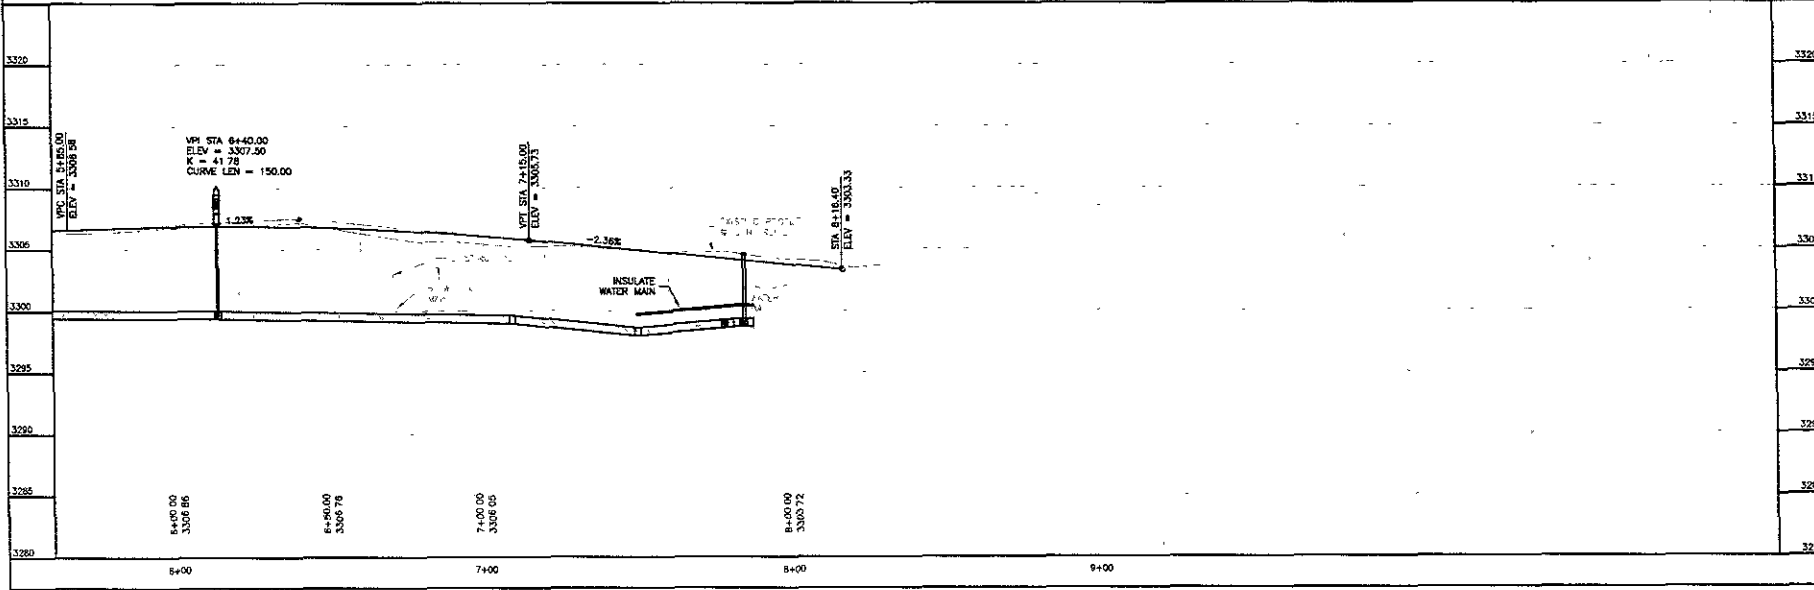 3320
3320
3315
3315
3310
3305
3300
3295
3290
3285
3280
VPC STA 5+65.00
ELEV = 3306.58
VPI STA 6+40.00
ELEV = 3307.50
K = 41.78
CURVE LEN = 150.00
1.23%
VPT STA 7+15.00
ELEV = 3305.73
-2.36%
STA 8+16.40
ELEV = 3303.33
INSULATE
WATER MAIN
6+00.00
3306.86
6+50.00
3306.78
7+00.00
3306.05
8+00.00
3303.72
6+00
7+00
8+00
9+00